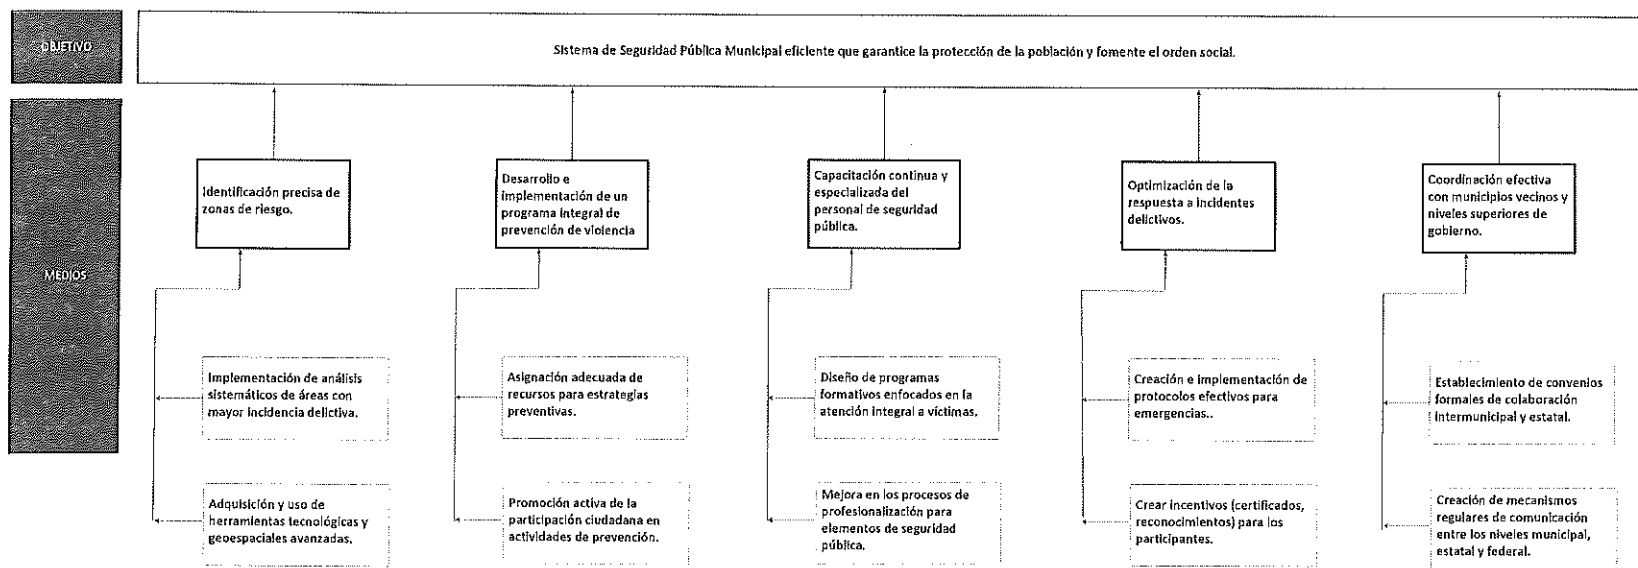 OBJETIVO
Sistema de Seguridad Pública Municipal eficiente que garantice la protección de la población y fomente el orden social.
MEDIOS
Identificación precisa de
zonas de riesgo.
Desarrollo e
implementación de un
programa integral de
prevención de violencia
Capacitación continua y
especializada del
personal de seguridad
pública.
Optimización de la
respuesta a incidentes
delictivos.
Coordinación efectiva
con municipios vecinos y
niveles superiores de
gobierno.
Implementación de análisis
sistemáticos de áreas con
mayor incidencia delictiva.
Asignación adecuada de
recursos para estrategias
preventivas.
Diseño de programas
formativos enfocados en la
atención integral a víctimas.
Creación e implementación de
protocolos efectivos para
emergencias..
Establecimiento de convenios
formales de colaboración
intermunicipal y estatal.
Adquisición y uso de
herramientas tecnológicas y
geoespaciales avanzadas.
Promoción activa de la
participación ciudadana en
actividades de prevención.
Mejora en los procesos de
profesionalización para
elementos de seguridad
pública.
Crear incentivos (certificados,
reconocimientos) para los
participantes.
Creación de mecanismos
regulares de comunicación
entre los niveles municipal,
estatal y federal.